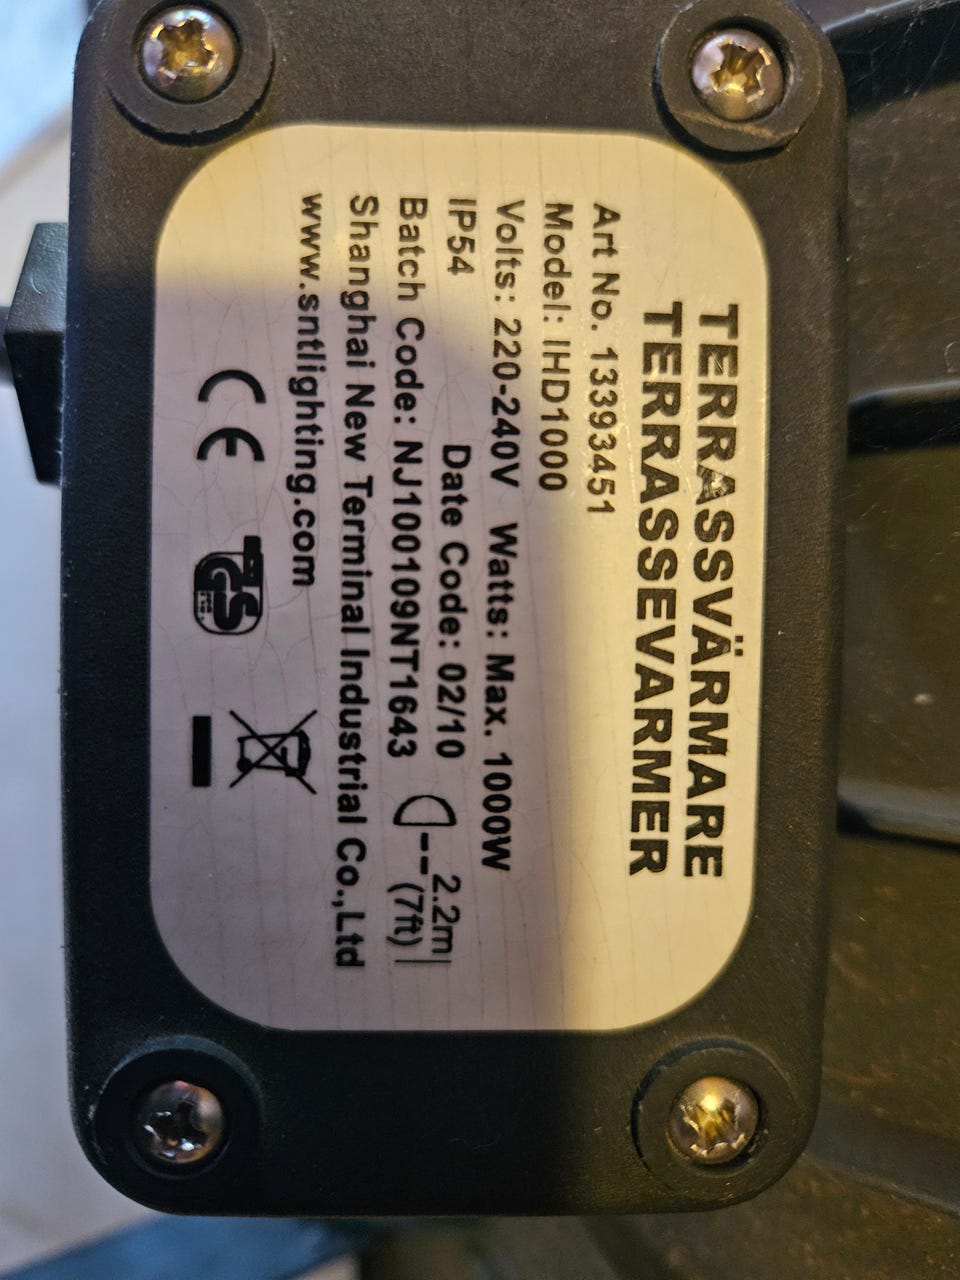 TERRASSVÄRMARE
TERRASSEVARMER
Art No. 13393451
Model: IHD1000
Volts: 220-240V Watts: Max. 1000W
IP54 Date Code: 02/10
Batch Code: NJ100109NT1643
2.2m
(7ft)
Shanghai New Terminal Industrial Co.,Ltd
www.sntlighting.com
CE GS